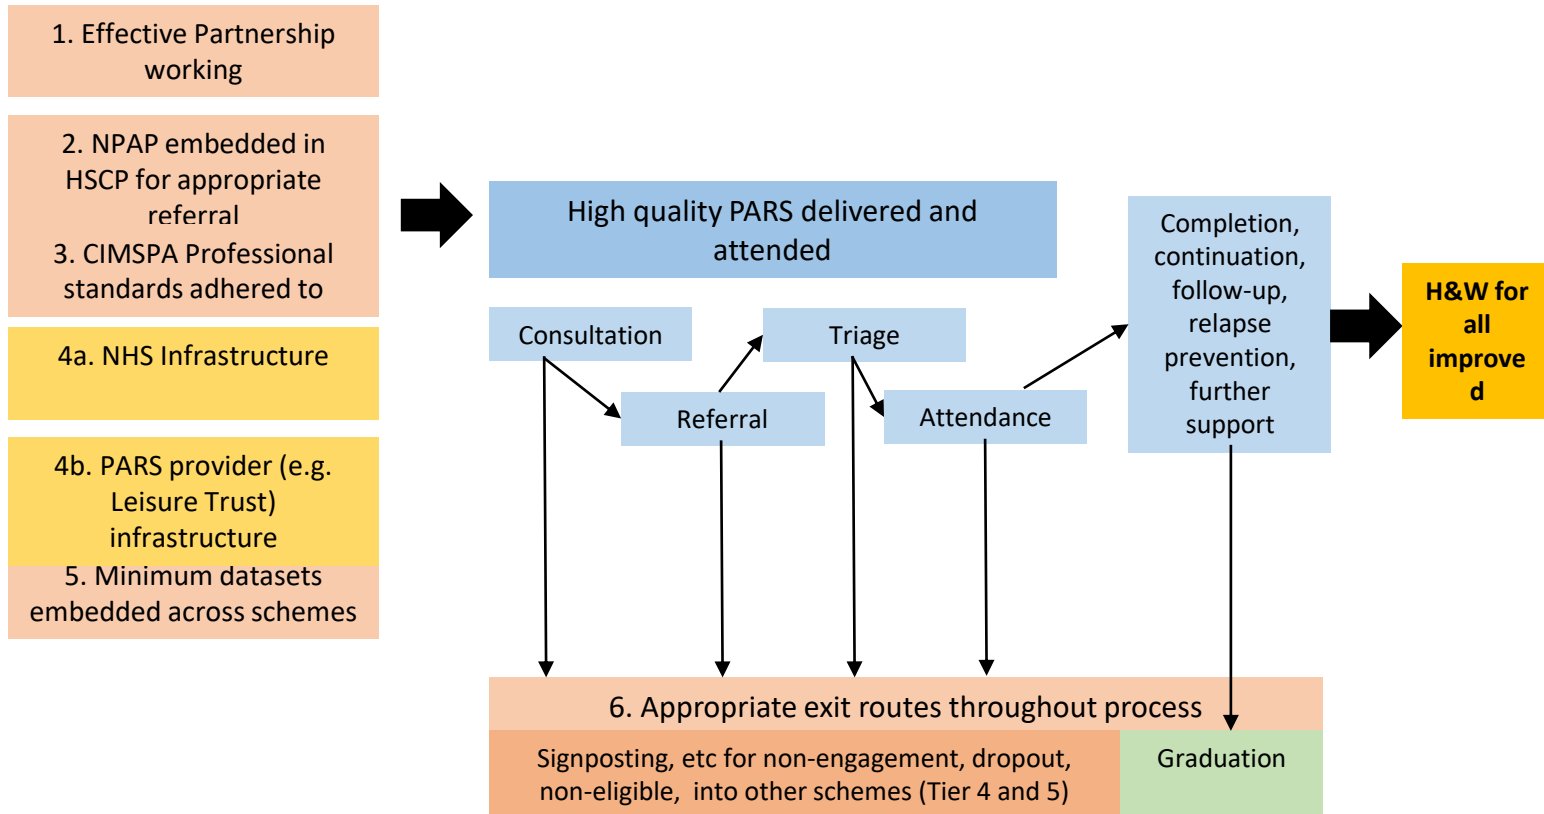 1. Effective Partnership
working
2. NPAP embedded in
HSCP for appropriate
referral
3. CIMSPA Professional
standards adhered to
4a. NHS Infrastructure
4b. PARS provider (e.g.
Leisure Trust)
infrastructure
5. Minimum datasets
embedded across schemes
High quality PARS delivered and
attended
Consultation
Referral
Triage
Attendance
Completion,
continuation,
follow-up,
relapse
prevention,
further
support
H&W for
all
improve
d
6. Appropriate exit routes throughout process
Signposting, etc for non-engagement, dropout,
non-eligible, into other schemes (Tier 4 and 5)
Graduation